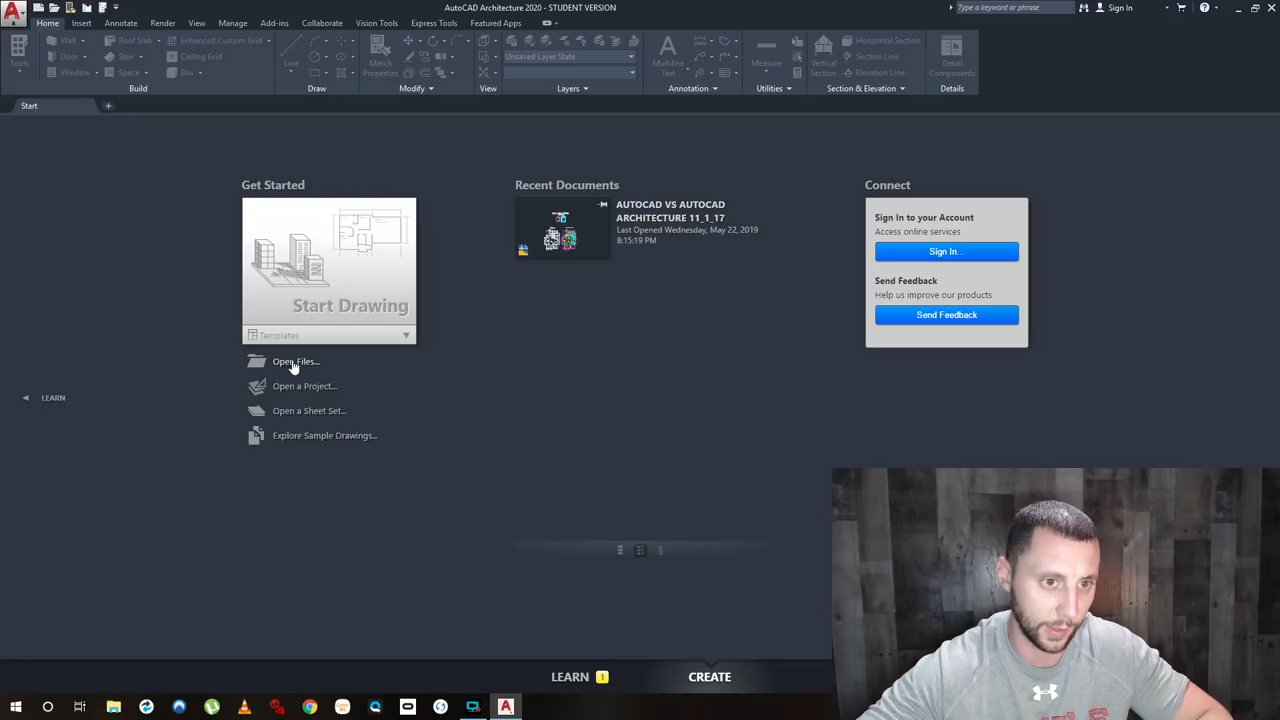 AutoCAD Architecture 2020 - STUDENT VERSION
Type a keyword or phrase
Sign In
Home Insert Annotate Render View Manage Add-ins Collaborate Vision Tools Express Tools Featured Apps
Tools
Wall
Door
Window
Roof Slab
Stair
Space
Enhanced Custom Grid
Ceiling Grid
Box
Build
Line
Draw
Match
Properties
Modify
View
Unsaved Layer State
Layers
Multiline
Text
Annotation
Measure
Utilities
Vertical
Section
Horizontal Section
Section Line
Elevation Line
Section & Elevation
Detail
Components
Details
Start
Get Started
Start Drawing
Templates
Open Files...
Open a Project...
Open a Sheet Set...
Explore Sample Drawings...
LEARN
Recent Documents
AUTOCAD VS AUTOCAD
ARCHITECTURE 11_1_17
Last Opened Wednesday, May 22, 2019
8:15:19 PM
Connect
Sign In to your Account
Access online services
Sign In...
Send Feedback
Help us improve our products
Send Feedback
LEARN 1
CREATE